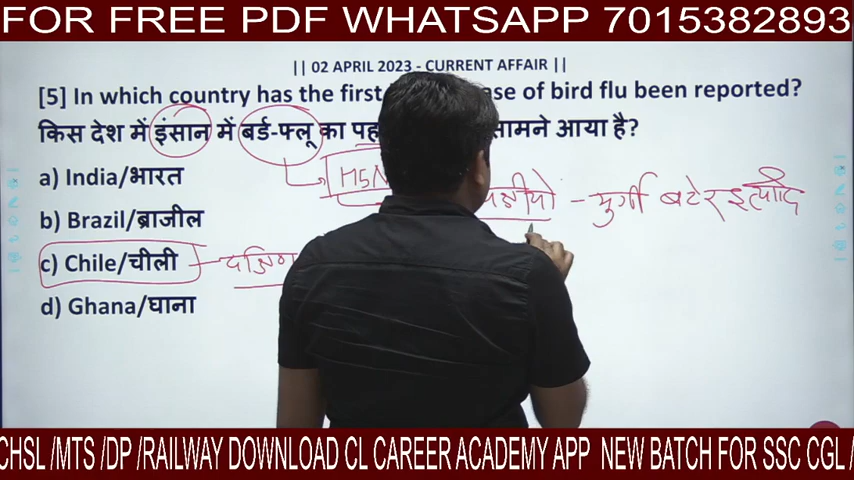 FOR FREE PDF WHATSAPP 7015382893
|| 02 APRIL 2023 - CURRENT AFFAIR ||
[5] In which country has the first ase of bird flu been reported?
किस देश में इंसान में बर्ड-फ्लू का पह सामने आया है?
a) India/भारत
H5N
- मुर्गी बटेर इत्यादि
b) Brazil/ब्राजील
c) Chile/चीली
d) Ghana/घाना
CHSL /MTS /DP /RAILWAY DOWNLOAD CL CAREER ACADEMY APP NEW BATCH FOR SSC CGL /